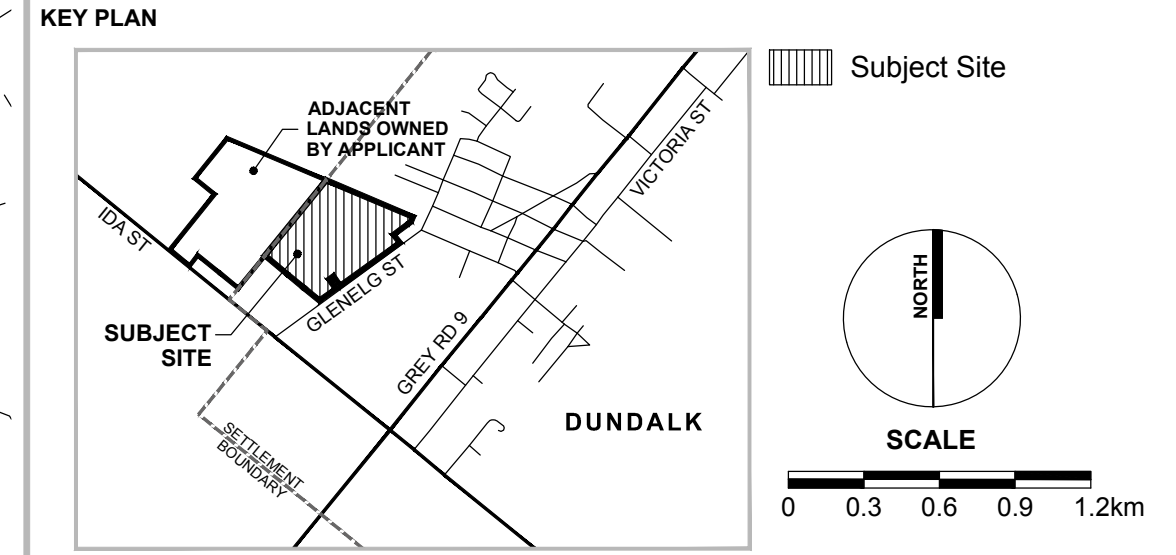 KEY PLAN
Subject Site
ADJACENT
LANDS OWNED
BY APPLICANT
VICTORIA ST
IDA ST
GLENELG ST
SUBJECT
SITE
GREY RD 9
DUNDALK
SETTLEMENT
BOUNDARY
NORTH
SCALE
0 0.3 0.6 0.9 1.2km